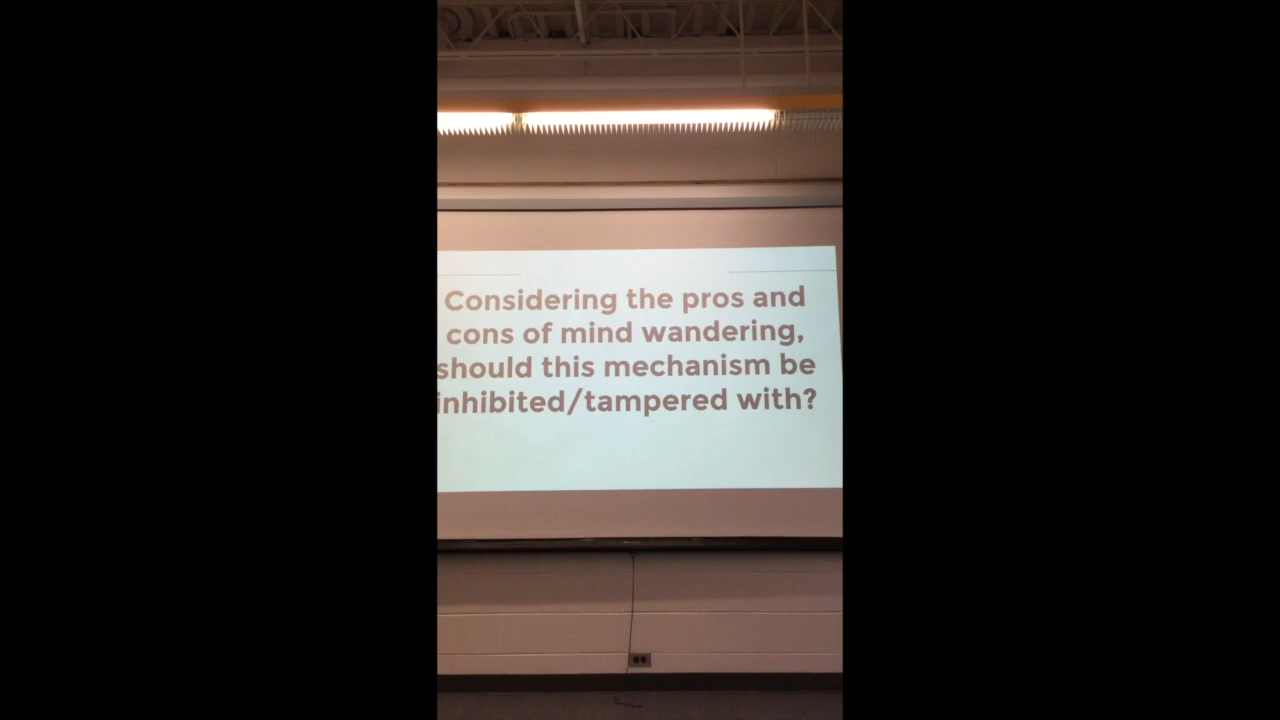 Considering the pros and
cons of mind wandering,
should this mechanism be
inhibited/tampered with?